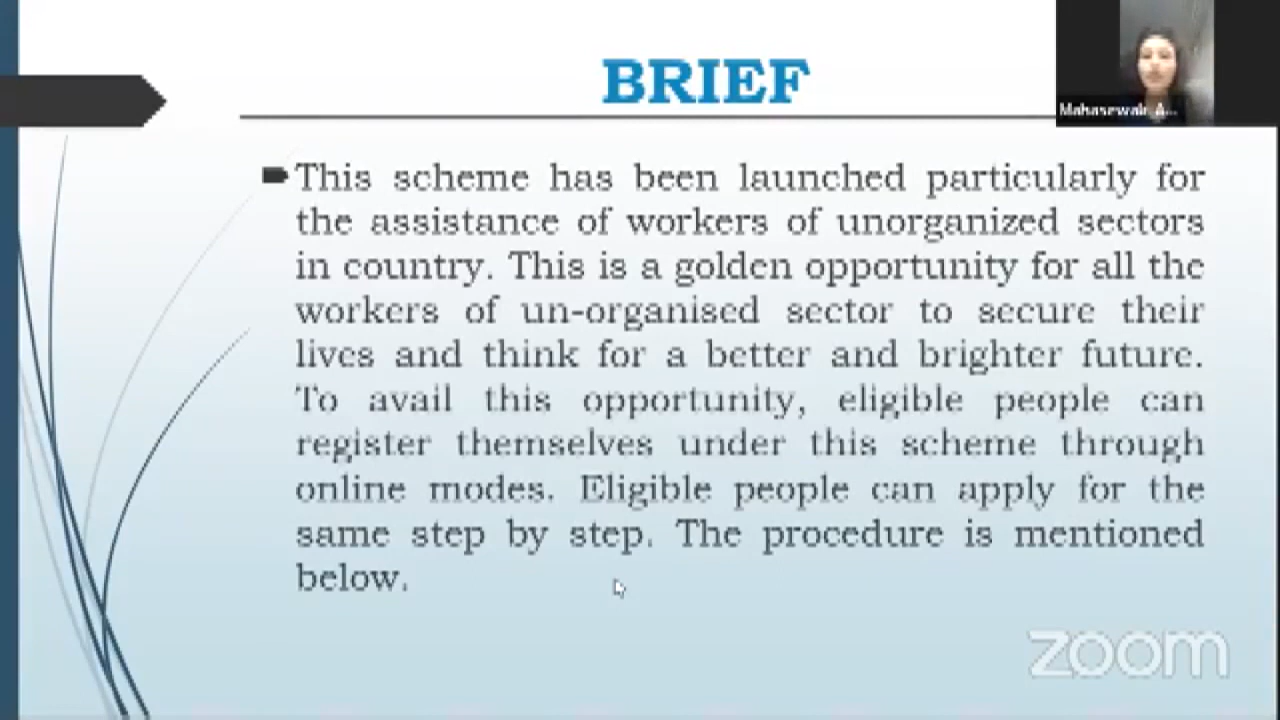 BRIEF
Mahasewak A...
This scheme has been launched particularly for
the assistance of workers of unorganized sectors
in country. This is a golden opportunity for all the
workers of un-organised sector to secure their
lives and think for a better and brighter future.
To avail this opportunity, eligible people can
register themselves under this scheme through
online modes. Eligible people can apply for the
same step by step. The procedure is mentioned
below.
zoom